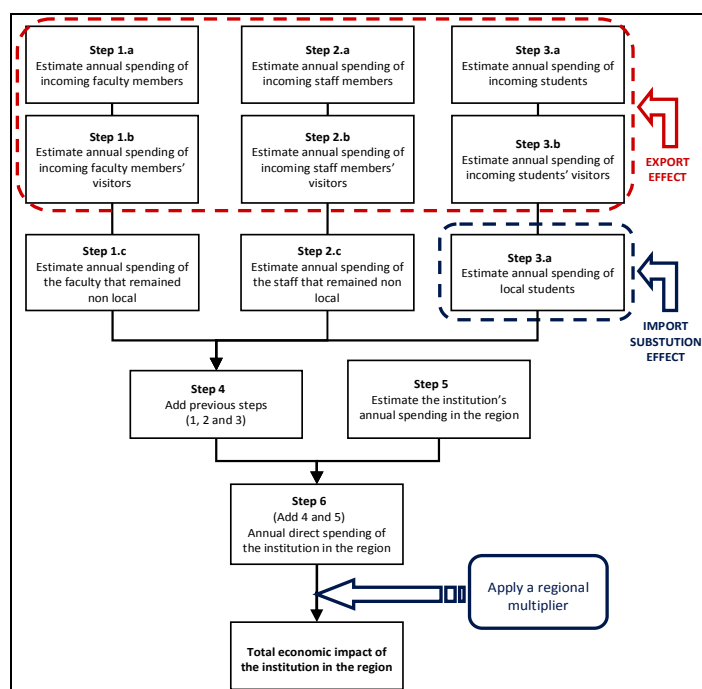 Step 1.a
Estimate annual spending of
incoming faculty members
Step 2.a
Estimate annual spending of
incoming staff members
Step 3.a
Estimate annual spending of
incoming students
Step 1.b
Estimate annual spending of
incoming faculty members'
visitors
Step 2.b
Estimate annual spending of
incoming staff members'
visitors
Step 3.b
Estimate annual spending of
incoming students' visitors
EXPORT
EFFECT
Step 1.c
Estimate annual spending of
the faculty that remained
non local
Step 2.c
Estimate annual spending of
the staff that remained non
local
Step 3.a
Estimate annual spending of
local students
IMPORT
SUBSTUTION
EFFECT
Step 4
Add previous steps
(1, 2 and 3)
Step 5
Estimate the institution's
annual spending in the region
Step 6
(Add 4 and 5)
Annual direct spending of
the institution in the region
Apply a regional
multiplier
Total economic impact of
the institution in the region